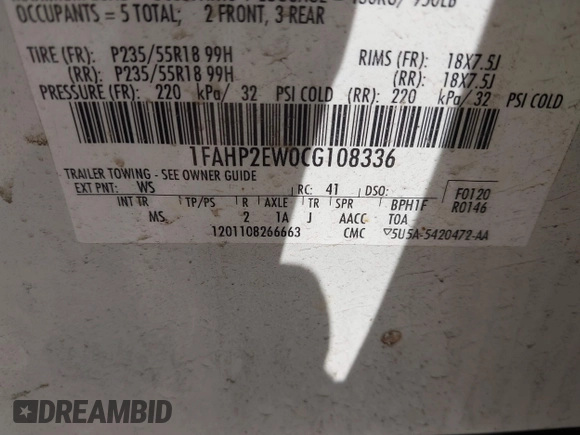 OCCUPANTS = 5 TOTAL; 2 FRONT, 3 REAR
TIRE (FR): P235/55R18 99H RIMS (FR): 18X7.5J
(RR): P235/55R18 99H (RR): 18X7.5J
PRESSURE (FR): 220 kPa/ 32 PSI COLD (RR): 220 kPa/ 32 PSI COLD
1FAHP2EW0CG108336
TRAILER TOWING - SEE OWNER GUIDE
EXT PNT: WS RC: 41 DSO: F0120
INT TR TP/PS R AXLE TR SPR BPH1F R0146
MS 2 1A J AACC TOA
1201108266663 CMC ▽5U5A-5420472-AA
DREAMBID